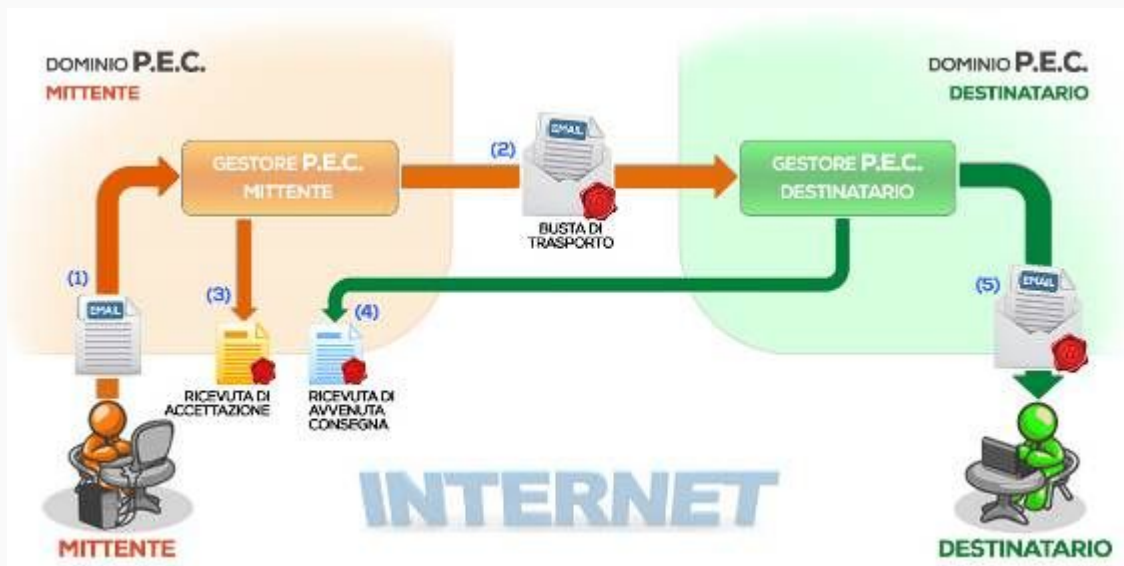 DOMINIO P.E.C.
MITTENTE
DOMINIO P.E.C.
DESTINATARIO
GESTORE P.E.C.
MITTENTE
(2)
EMAIL
BUSTA DI
TRASPORTO
GESTORE P.E.C.
DESTINATARIO
(1)
EMAIL
(3)
RICEVUTA DI
ACCETTAZIONE
(4)
RICEVUTA DI
AVVENUTA
CONSEGNA
(5)
EMAIL
INTERNET
MITTENTE
DESTINATARIO